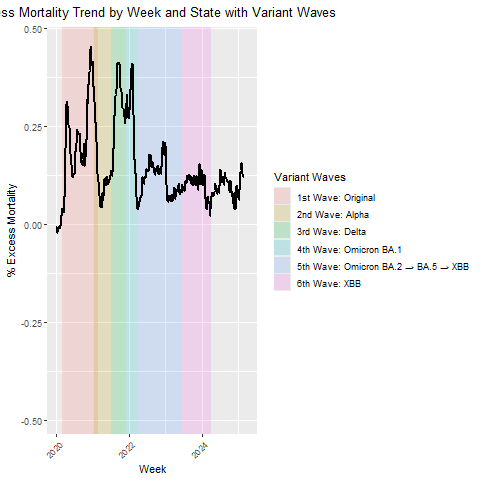 ess Mortality Trend by Week and State with Variant Waves
0.50
0.25
0.00
-0.25
-0.50
% Excess Mortality
2020
2022
2024
Week
Variant Waves
1st Wave: Original
2nd Wave: Alpha
3rd Wave: Delta
4th Wave: Omicron BA.1
5th Wave: Omicron BA.2 → BA.5 → XBB
6th Wave: XBB